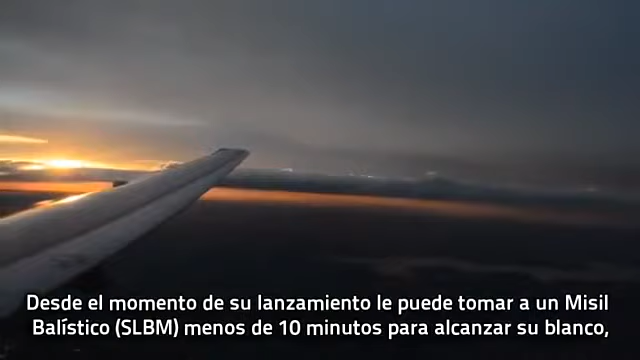 Desde el momento de su lanzamiento le puede tomar a un Misil
Balístico (SLBM) menos de 10 minutos para alcanzar su blanco,